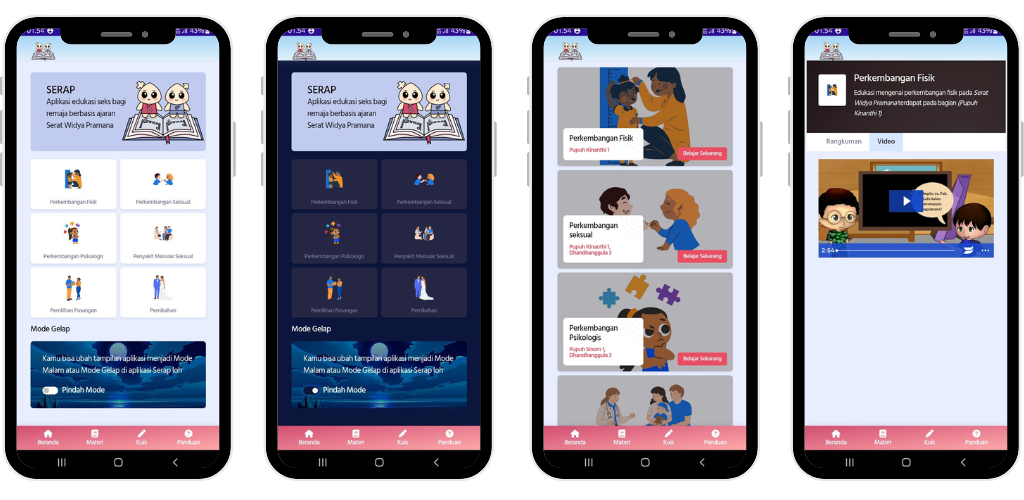 01.54
43%
SERAP
Aplikasi edukasi seks bagi
remaja berbasis ajaran
Serat Widya Pramana
Perkembangan Fisik
Perkembangan Seksual
Perkembangan Psikologis
Penyakit Menular Seksual
Pemilihan Pasangan
Pernikahan
Mode Gelap
Kamu bisa ubah tampilan aplikasi menjadi Mode
Malam atau Mode Gelap di aplikasi Serap lon
Pindah Mode
Beranda
Materi
Kuis
Panduan
01.54
43%
SERAP
Aplikasi edukasi seks bagi
remaja berbasis ajaran
Serat Widya Pramana
Perkembangan Fisik
Perkembangan Seksual
Perkembangan Psikologis
Penyakit Menular Seksual
Pemilihan Pasangan
Pernikahan
Mode Gelap
Kamu bisa ubah tampilan aplikasi menjadi Mode
Malam atau Mode Gelap di aplikasi Serap lon
Pindah Mode
Beranda
Materi
Kuis
Panduan
01.54
43%
Perkembangan Fisik
Pupuh Kinanthi 1
Belajar Sekarang
Perkembangan
seksual
Pupuh Kinanthi 1,
Dhandhanggula 3
Belajar Sekarang
Perkembangan
Psikologis
Pupuh Sinom 1,
Dhandhanggula 3
Belajar Sekarang
Beranda
Materi
Kuis
Panduan
01.54
43%
Perkembangan Fisik
Edukasi mengenai perkembangan fisik pada Serat
Widya Pramana terdapat pada bagian (Pupuh
Kinanthi 1)
Rangkuman
Video
2:54
Beranda
Materi
Kuis
Panduan